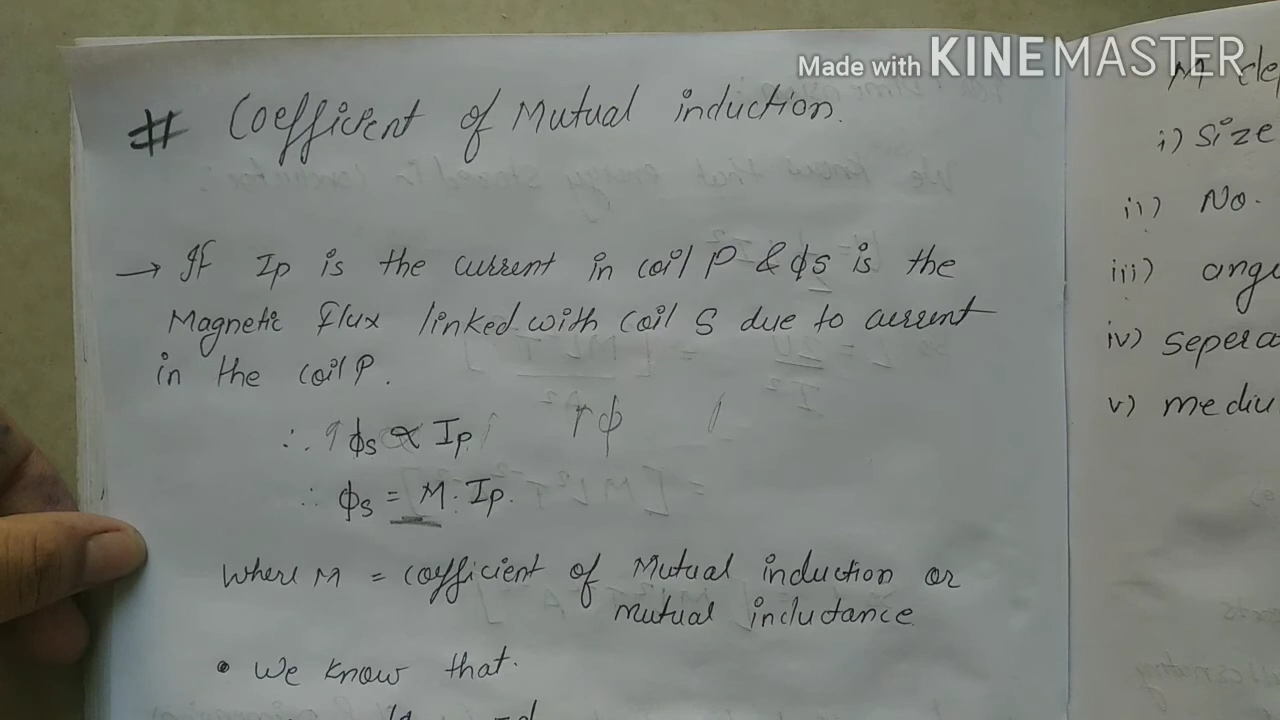 Made with KINEMASTER
# Coefficent of Mutual induction.
→ If Ip is the current in coil P & ϕs is the
Magnetic flux linked with coil S due to current
in the coil P.
∴ ↑ϕs ∝ Ip ↑ϕ
∴ ϕs = M. Ip.
Where M = coefficient of Mutual induction or
mutual inductance
• We know that.
M dep
i) Size
ii) No.
iii) ange
iv) sepera
v) mediu